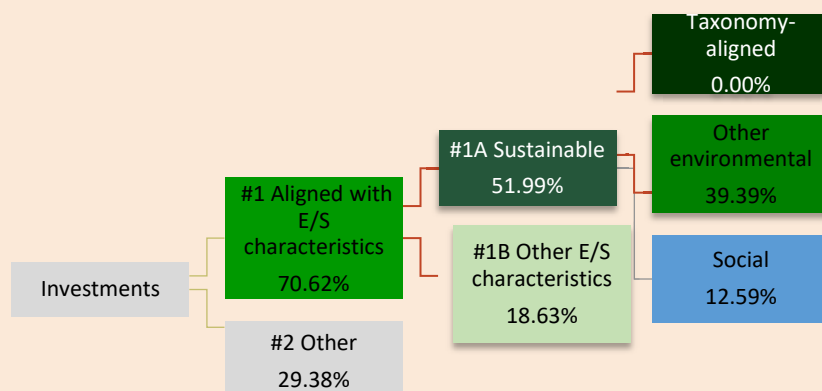 Taxonomy-
aligned
0.00%
#1A Sustainable
51.99%
Other
environmental
39.39%
#1 Aligned with
E/S
characteristics
70.62%
#1B Other E/S
characteristics
18.63%
Social
12.59%
Investments
#2 Other
29.38%